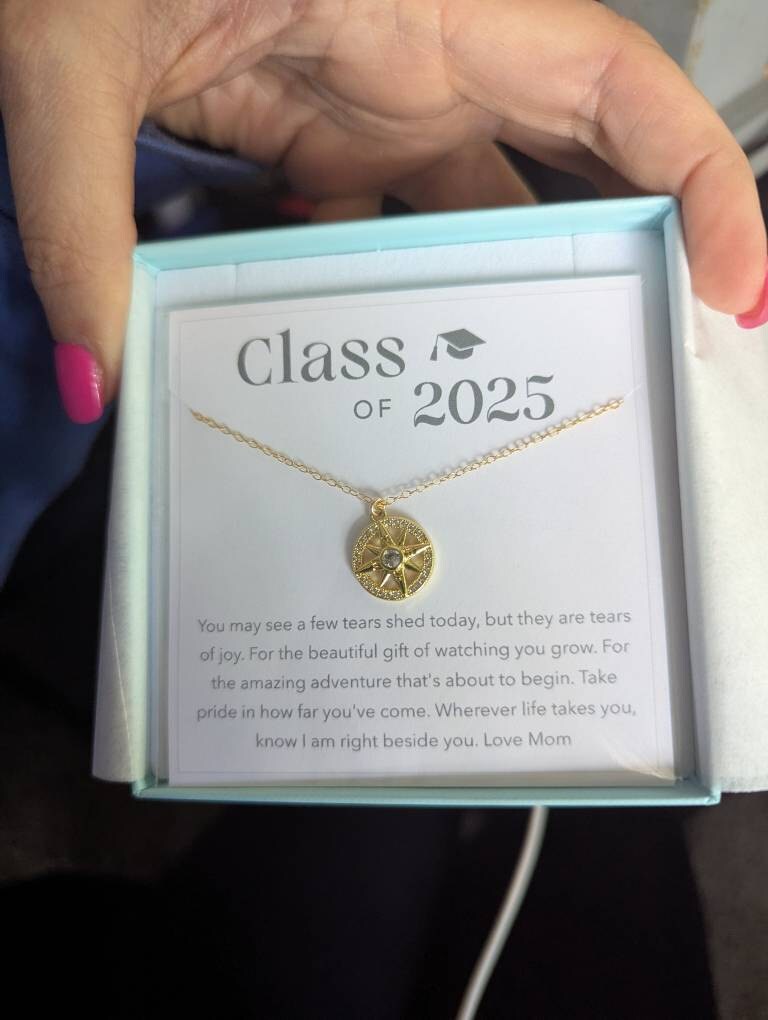 Class
OF 2025
You may see a few tears shed today, but they are tears
of joy. For the beautiful gift of watching you grow. For
the amazing adventure that's about to begin. Take
pride in how far you've come. Wherever life takes you,
know I am right beside you. Love Mom